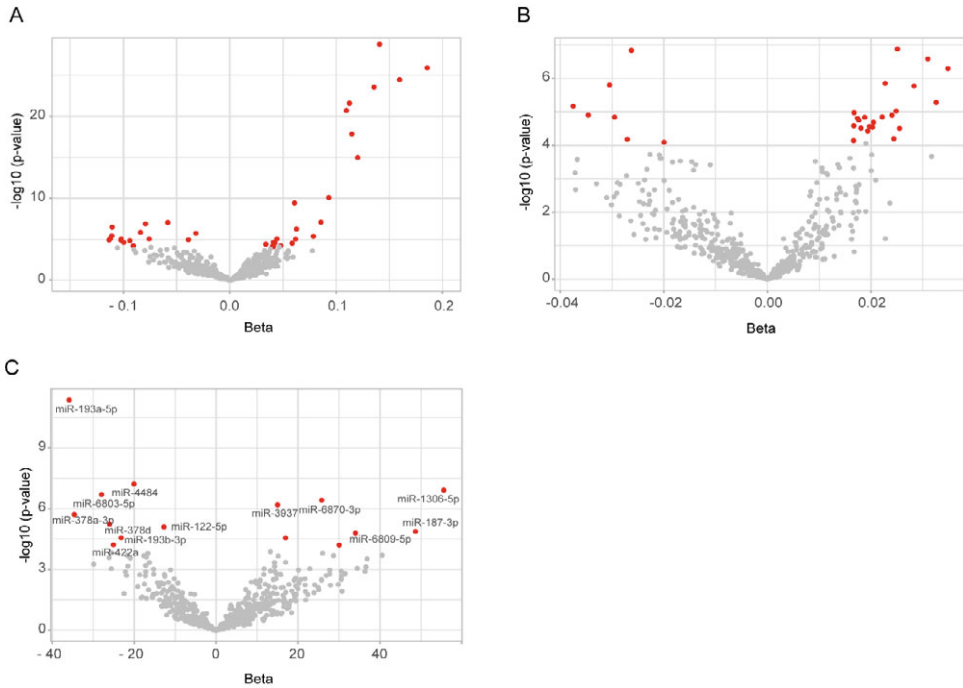 A
B
-log10 (p-value)
20
10
0
- 0.1
0.0
0.1
0.2
Beta
-log10 (p-value)
6
4
2
0
-0.04
-0.02
0.00
0.02
Beta
C
-log10 (p-value)
9
6
3
0
miR-193a-5p
miR-4484
miR-6803-5p
miR-378a-3p
miR-378d
miR-122-5p
miR-193b-3p
miR-422a
miR-3937
miR-6870-3p
miR-1306-5p
miR-187-3p
miR-6809-5p
- 40
- 20
0
20
40
Beta